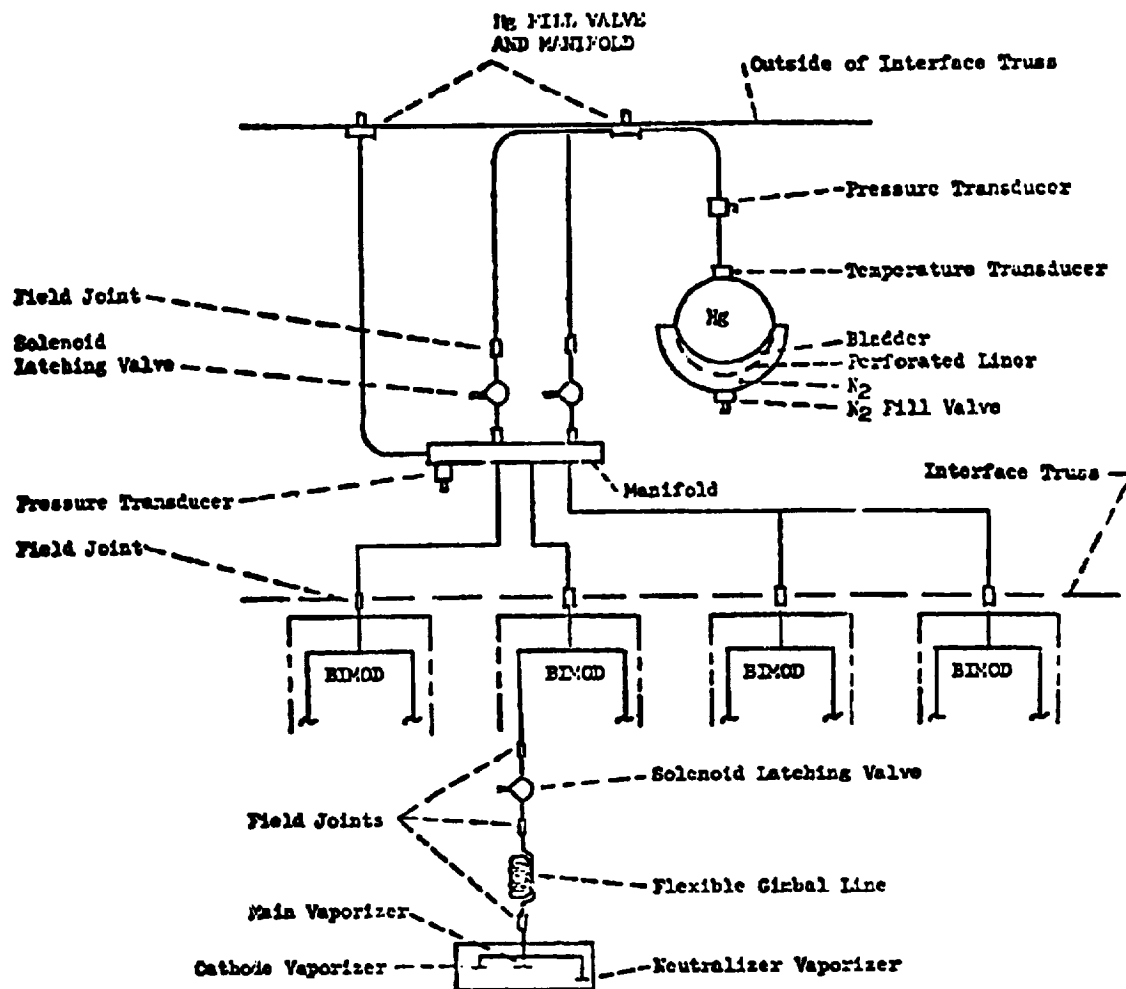 Hg FILL VALVE
AND MANIFOLD
Outside of Interface Truss
Pressure Transducer
Temperature Transducer
Field Joint
Hg
Solenoid
Latching Valve
Bladder
Perforated Liner
N2
N2 Fill Valve
Interface Truss
Manifold
Pressure Transducer
Field Joint
BIMOD
BIMOD
BIMOD
BIMOD
Solenoid Latching Valve
Field Joints
Flexible Gimbal Line
Main Vaporizer
Cathode Vaporizer
Neutralizer Vaporizer